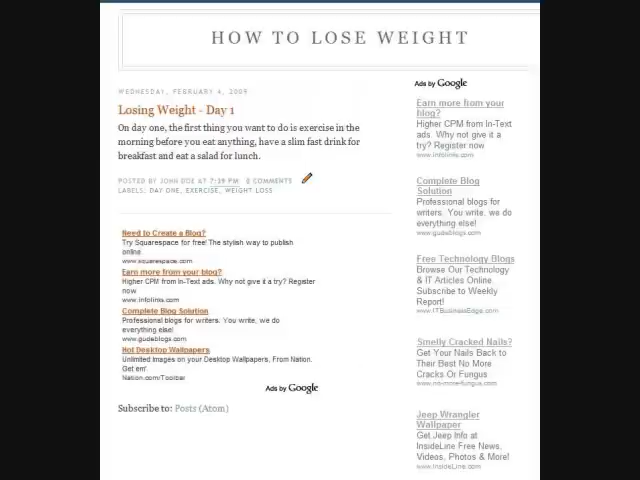 HOW TO LOSE WEIGHT
WEDNESDAY, FEBRUARY 4, 2009
Losing Weight - Day 1
On day one, the first thing you want to do is exercise in the
morning before you eat anything, have a slim fast drink for
breakfast and eat a salad for lunch.
POSTED BY JOHN DOE AT 7:39 PM 0 COMMENTS
LABELS: DAY ONE, EXERCISE, WEIGHT LOSS
Need to Create a Blog?
Try Squarespace for free! The stylish way to publish
online
www.squarespace.com
Earn more from your blog?
Higher CPM from In-Text ads. Why not give it a try? Register
now
www.infolinks.com
Complete Blog Solution
Professional blogs for writers. You write, we do
everything else!
www.gudeblogs.com
Hot Desktop Wallpapers
Unlimited Images on your Desktop Wallpapers, From Nation.
Get em'.
Nation.com/Toolbar
Ads by Google
Subscribe to: Posts (Atom)
Ads by Google
Earn more from your
blog?
Higher CPM from In-Text
ads. Why not give it a
try? Register now
www.infolinks.com
Complete Blog
Solution
Professional blogs for
writers. You write, we do
everything else!
www.gudeblogs.com
Free Technology Blogs
Browse Our Technology
& IT Articles Online.
Subscribe to Weekly
Report!
www.ITBusinessEdge.com
Smelly Cracked Nails?
Get Your Nails Back to
Their Best No More
Cracks Or Fungus
www.no-more-fungus.com
Jeep Wrangler
Wallpaper
Get Jeep Info at
InsideLine Free News,
Videos, Photos & More!
www.InsideLine.com